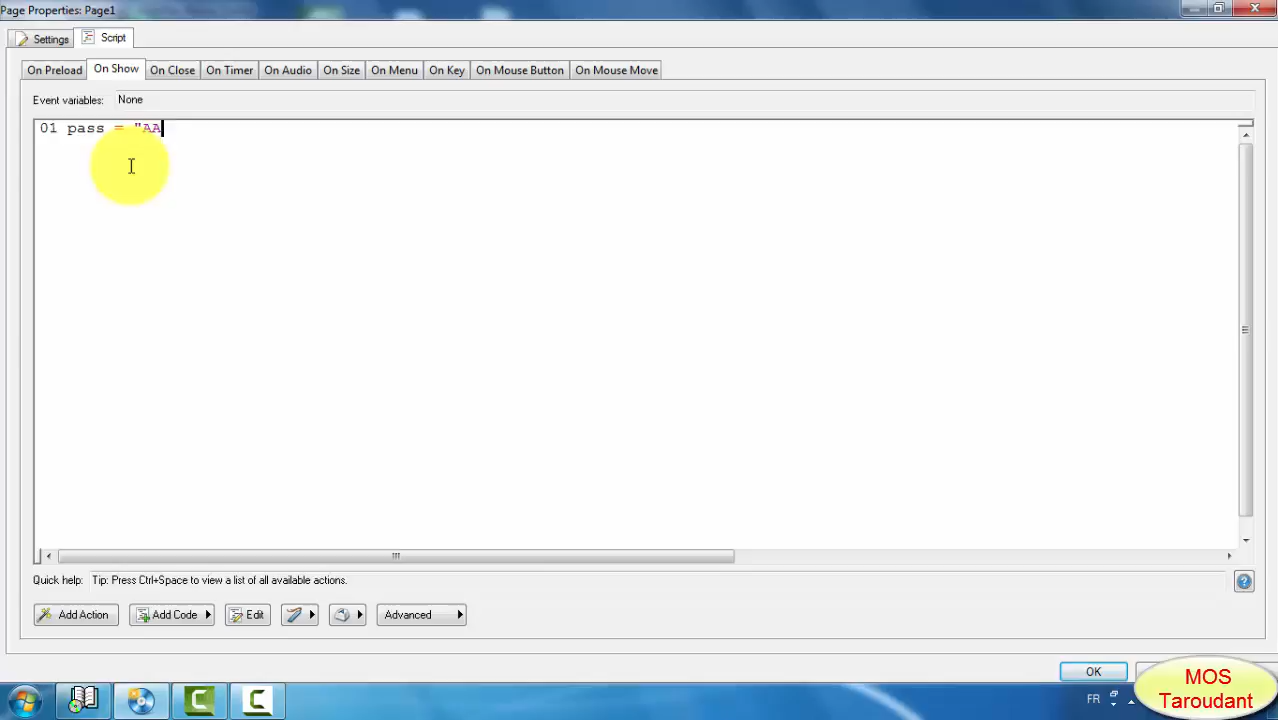 Page Properties: Page1
Settings Script
On Preload On Show On Close On Timer On Audio On Size On Menu On Key On Mouse Button On Mouse Move
Event variables: None
01 pass = "AA
Quick help: Tip: Press Ctrl+Space to view a list of all available actions.
Add Action Add Code Edit Advanced
OK
FR
MOS
Taroudant